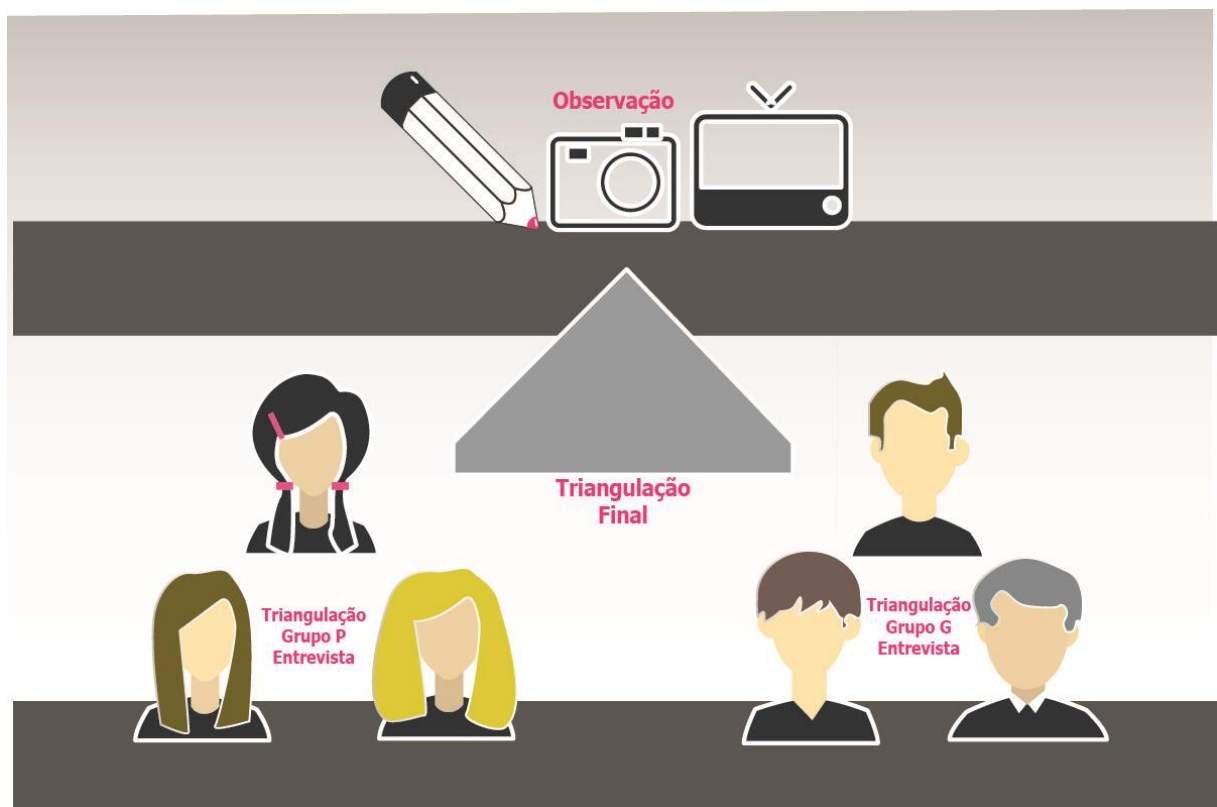 Observação
Triangulação
Final
Triangulação
Grupo P
Entrevista
Triangulação
Grupo G
Entrevista